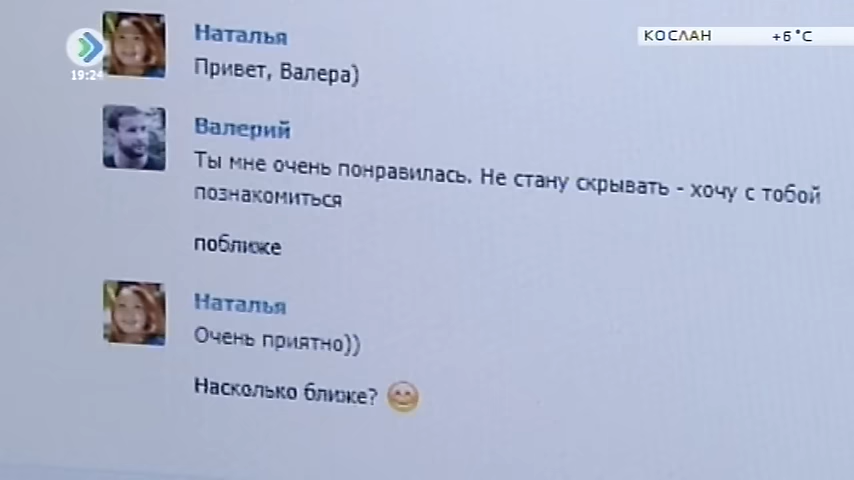 КОСЛАН +6°C
19:24
Наталья
Привет, Валера)
Валерий
Ты мне очень понравилась. Не стану скрывать - хочу с тобой
познакомиться
поближе
Наталья
Очень приятно))
Насколько ближе?